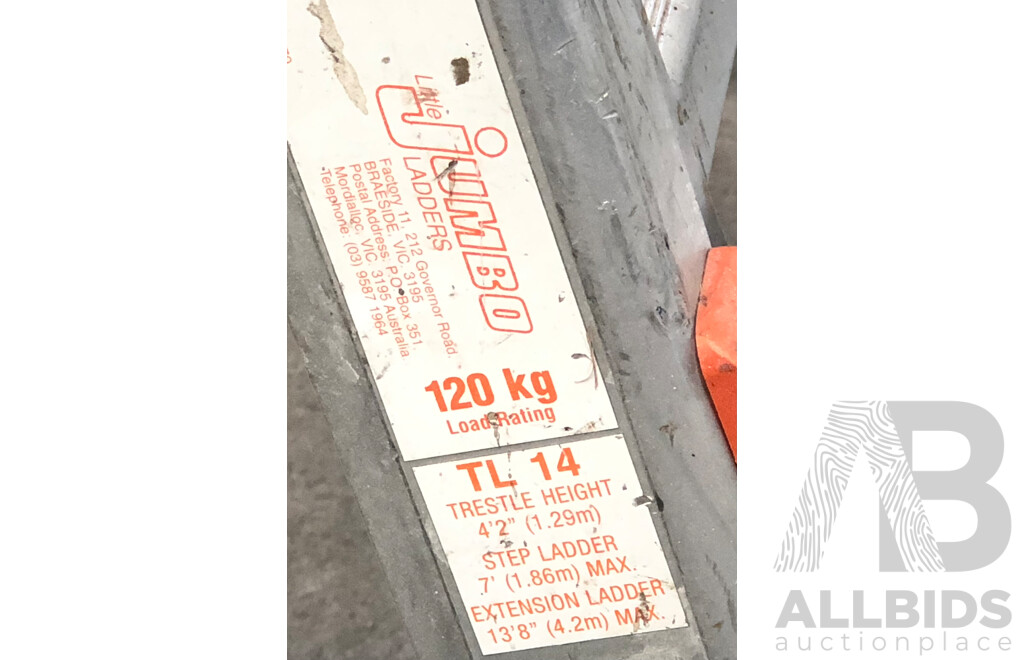 Little
JUMBO
LADDERS
Factory 11, 212 Governor Road.
BRAESIDE, VIC, 3195
Postal Address: P.O. Box 351.
Mordialloc, VIC. 3195 Australia.
Telephone: (03) 9587 1964
120 kg
Load Rating
TL 14
TRESTLE HEIGHT
4'2" (1.29m)
STEP LADDER
7' (1.86m) MAX.
EXTENSION LADDER
13'8" (4.2m) MAX.
AB
ALLBIDS
auctionplace